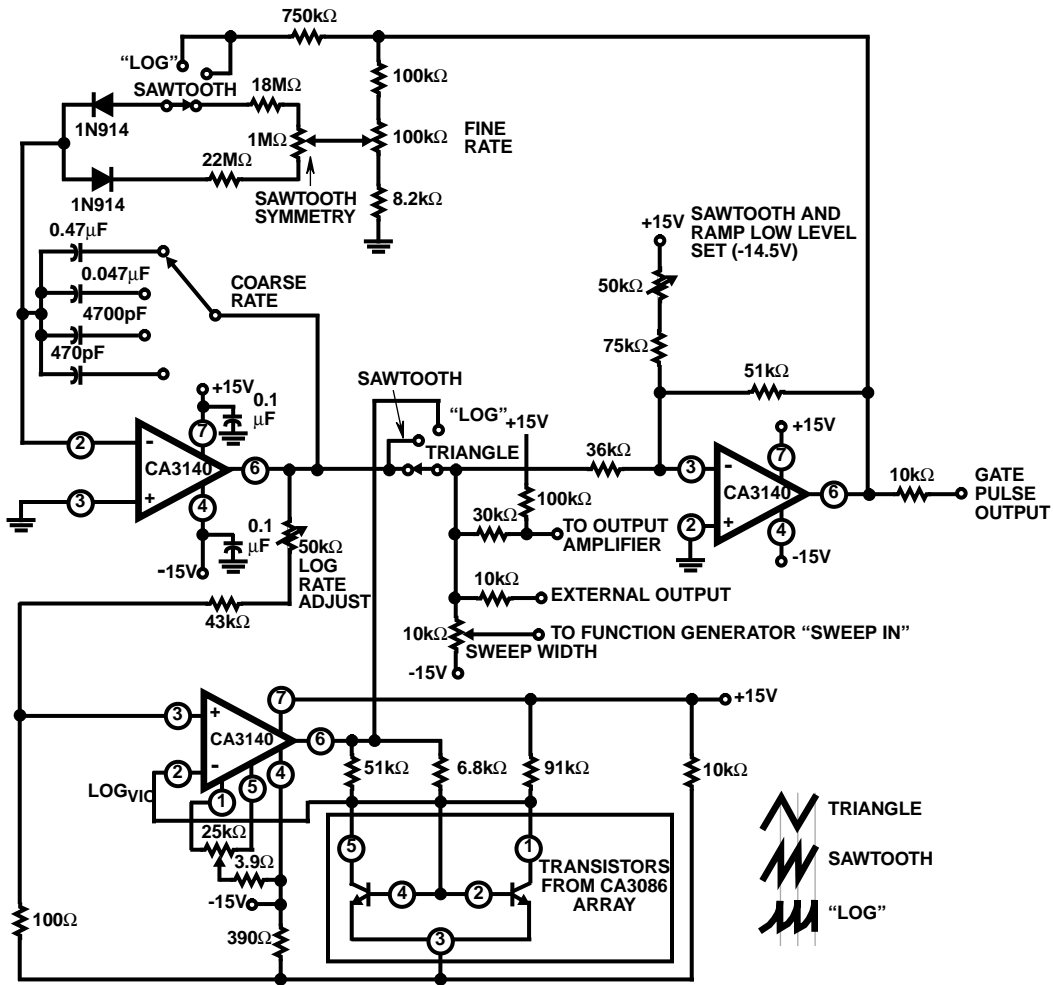 750kΩ
“LOG”
100kΩ
SAWTOOTH
18MΩ
1N914
1MΩ
100kΩ
FINE
RATE
22MΩ
1N914
SAWTOOTH
SYMMETRY
8.2kΩ
0.47μF
0.047μF
4700pF
470pF
COARSE
RATE
+15V
SAWTOOTH AND
RAMP LOW LEVEL
SET (-14.5V)
50kΩ
75kΩ
51kΩ
+15V
0.1
μF
7
2
-
CA3140
6
3
+
4
0.1
μF
-15V
SAWTOOTH
“LOG”
+15V
TRIANGLE
36kΩ
100kΩ
30kΩ
TO OUTPUT
AMPLIFIER
+15V
7
3
-
CA3140
6
2
+
4
-15V
10kΩ
GATE
PULSE
OUTPUT
50kΩ
LOG
RATE
ADJUST
43kΩ
10kΩ
EXTERNAL OUTPUT
10kΩ
TO FUNCTION GENERATOR “SWEEP IN”
SWEEP WIDTH
-15V
7
+15V
3
+
CA3140
6
2
-
4
5
1
LOGVIO
51kΩ
6.8kΩ
91kΩ
10kΩ
25kΩ
3.9Ω
-15V
390Ω
100Ω
5
1
4
2
3
TRANSISTORS
FROM CA3086
ARRAY
TRIANGLE
SAWTOOTH
“LOG”